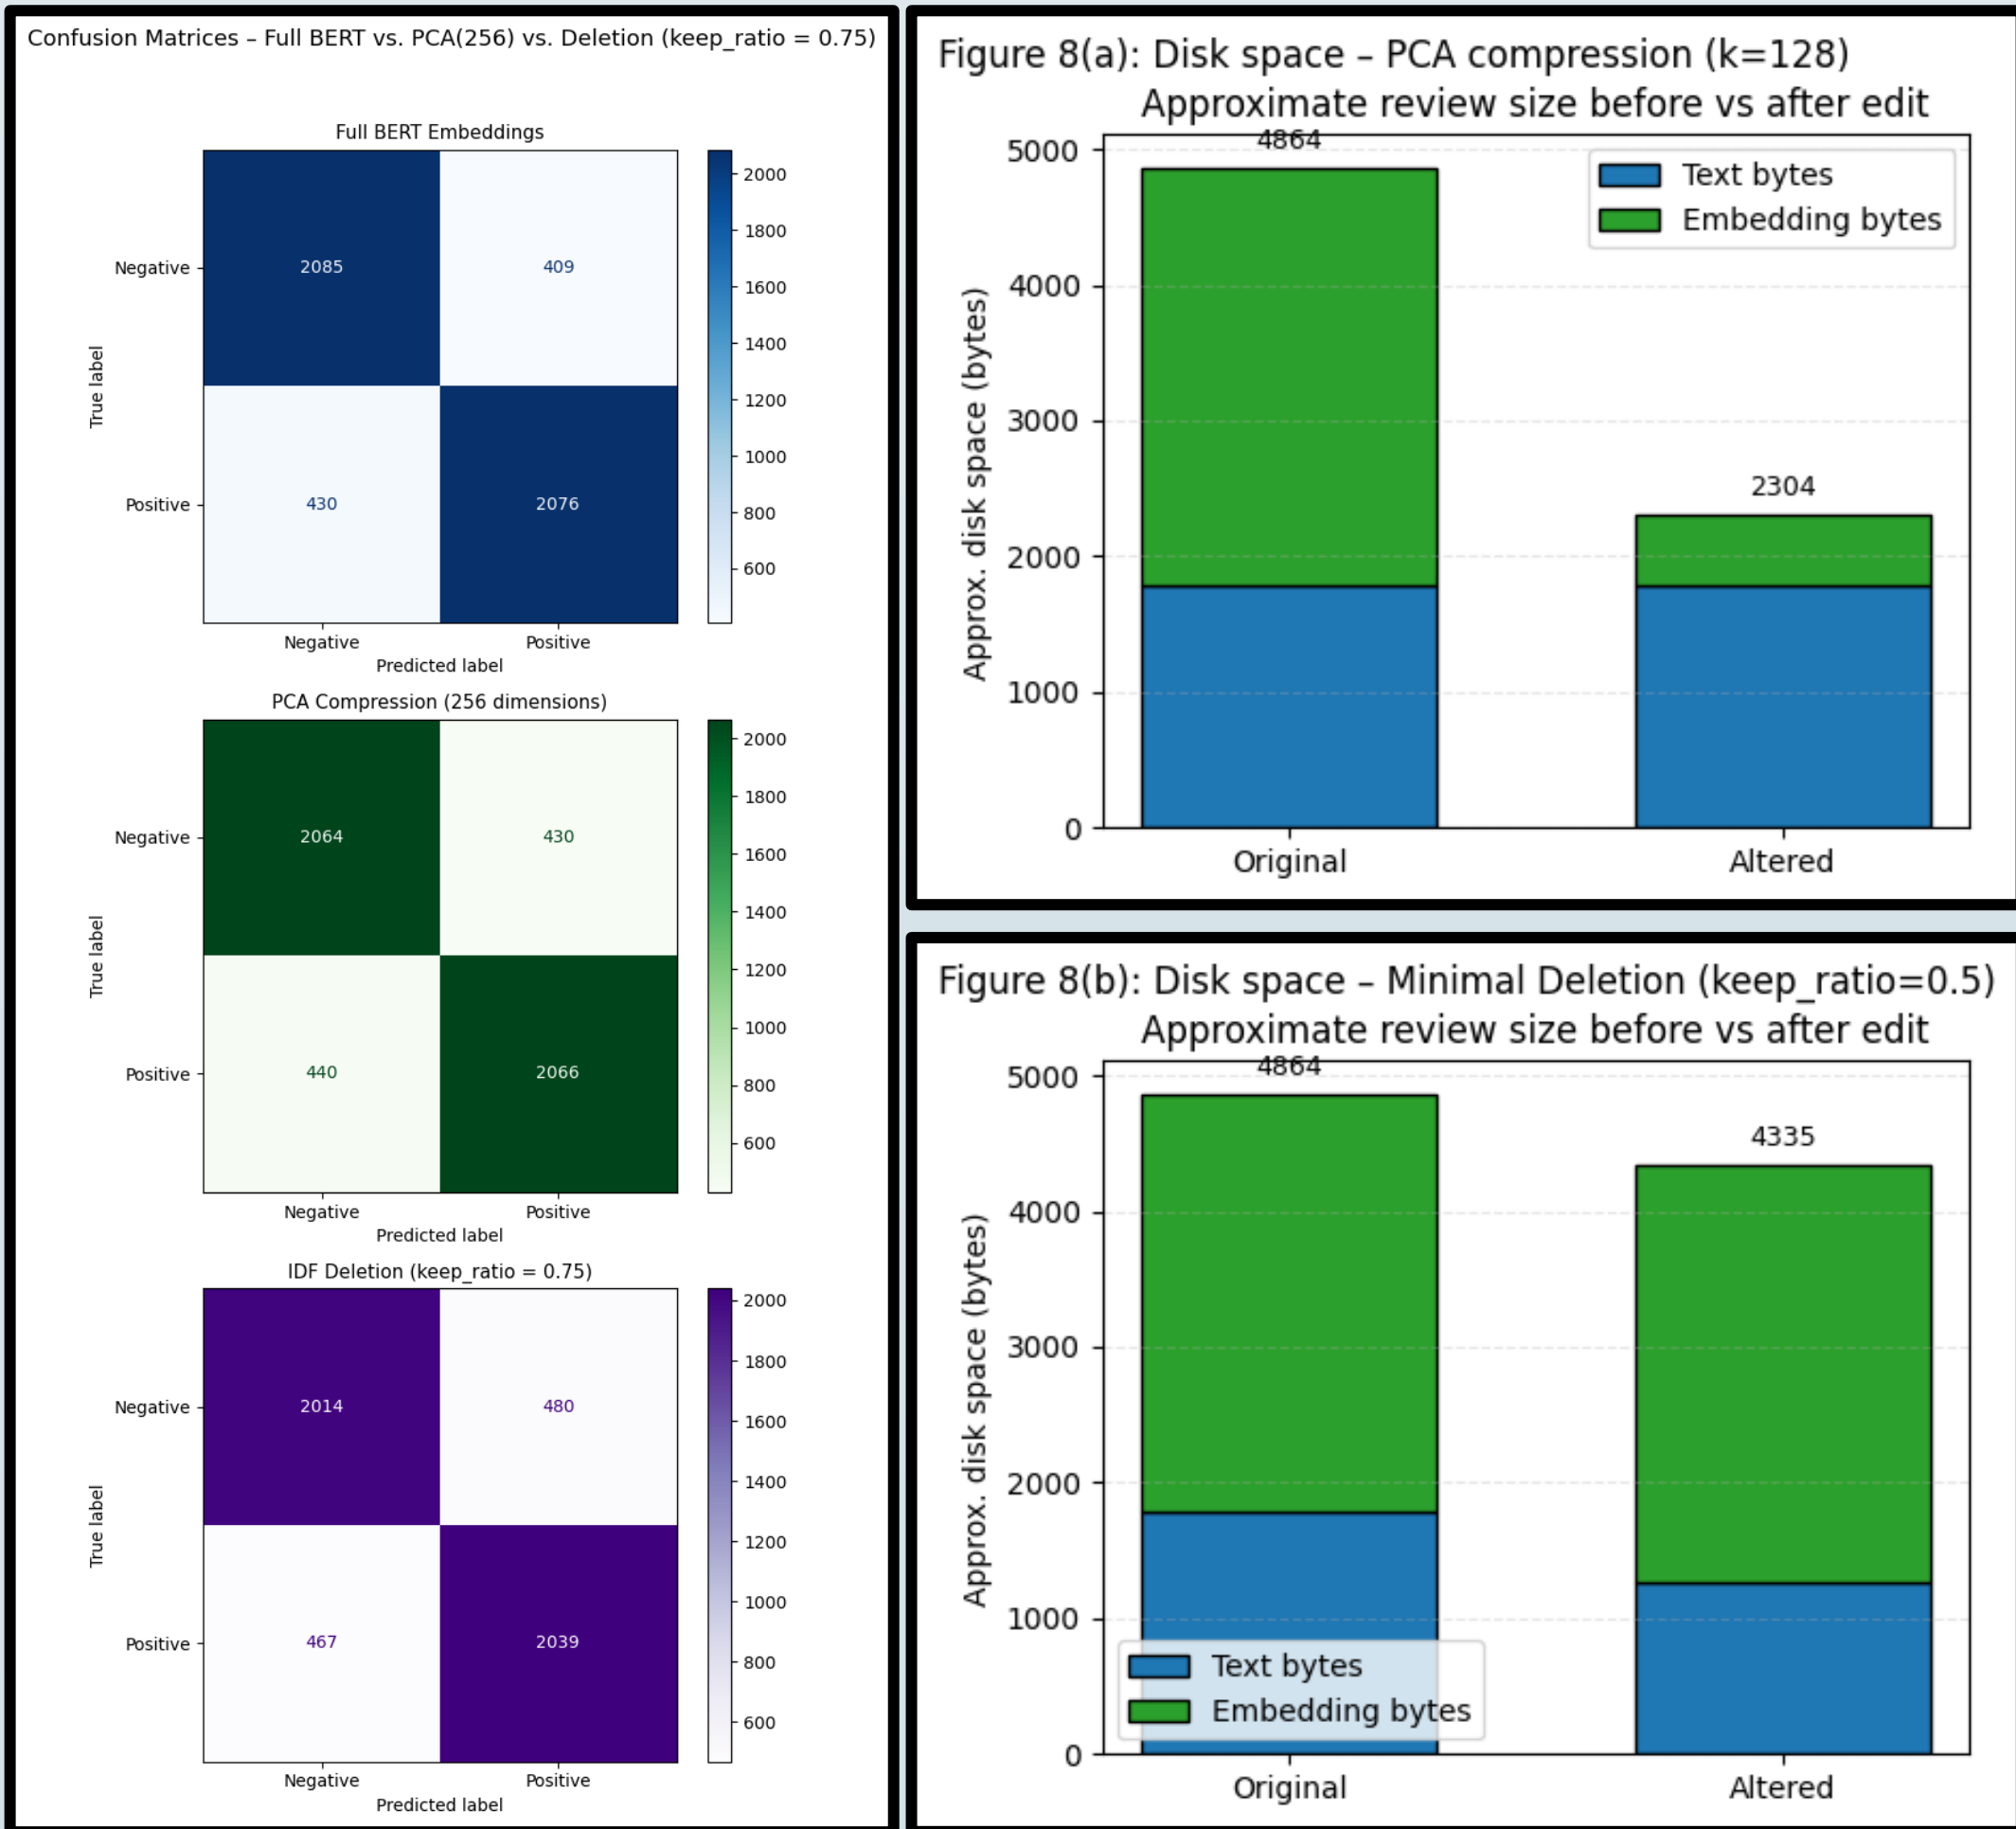 Confusion Matrices – Full BERT vs. PCA(256) vs. Deletion (keep_ratio = 0.75)
Full BERT Embeddings
2000
1800
1600
1400
1200
1000
800
600
True label
Negative
2085
409
Positive
430
2076
Negative
Positive
Predicted label
PCA Compression (256 dimensions)
2000
1800
1600
1400
1200
1000
800
600
True label
Negative
2064
430
Positive
440
2066
Negative
Positive
Predicted label
IDF Deletion (keep_ratio = 0.75)
2000
1800
1600
1400
1200
1000
800
600
True label
Negative
2014
480
Positive
467
2039
Negative
Positive
Predicted label
Figure 8(a): Disk space – PCA compression (k=128)
Approximate review size before vs after edit
4864
2304
Text bytes
Embedding bytes
Approx. disk space (bytes)
5000
4000
3000
2000
1000
0
Original
Altered
Figure 8(b): Disk space – Minimal Deletion (keep_ratio=0.5)
Approximate review size before vs after edit
4864
4335
Approx. disk space (bytes)
5000
4000
3000
2000
1000
0
Text bytes
Embedding bytes
Original
Altered